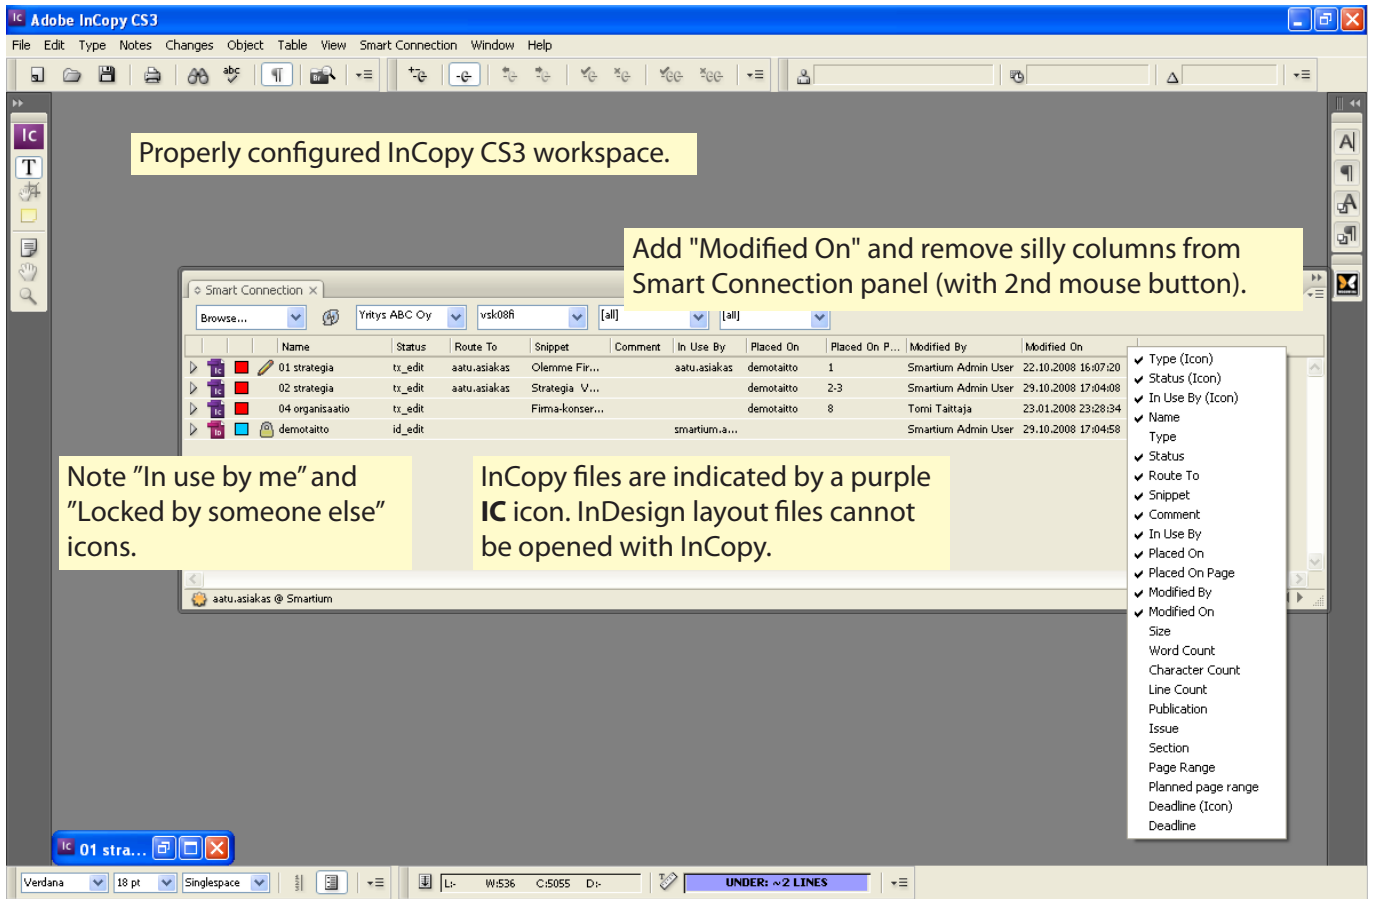 Ic Adobe InCopy CS3
File Edit Type Notes Changes Object Table View Smart Connection Window Help
Ic
T
Properly configured InCopy CS3 workspace.
Add "Modified On" and remove silly columns from
Smart Connection panel (with 2nd mouse button).
Smart Connection ×
Browse... Yritys ABC Oy vsk08fi [all] [all]
Name Status Route To Snippet Comment In Use By Placed On Placed On P... Modified By Modified On
Ic 01 strategia tx_edit aatu.asiakas Olemme Fir... aatu.asiakas demotaitto 1 Smartium Admin User 22.10.2008 16:07:20
Ic 02 strategia tx_edit aatu.asiakas Strategia V... demotaitto 2-3 Smartium Admin User 29.10.2008 17:04:08
Ic 04 organisaatio tx_edit Firma-konser... demotaitto 8 Tomi Taittaja 23.01.2008 23:28:34
Id demotaitto id_edit smartium.a... Smartium Admin User 29.10.2008 17:04:58
Note ”In use by me” and
”Locked by someone else”
icons.
InCopy files are indicated by a purple
IC icon. InDesign layout files cannot
be opened with InCopy.
aatu.asiakas @ Smartium
Type (Icon)
Status (Icon)
In Use By (Icon)
Name
Type
Status
Route To
Snippet
Comment
In Use By
Placed On
Placed On Page
Modified By
Modified On
Size
Word Count
Character Count
Line Count
Publication
Issue
Section
Page Range
Planned page range
Deadline (Icon)
Deadline
Ic 01 stra...
Verdana 18 pt Singlespace L:- W:536 C:5055 D:- UNDER: ~2 LINES